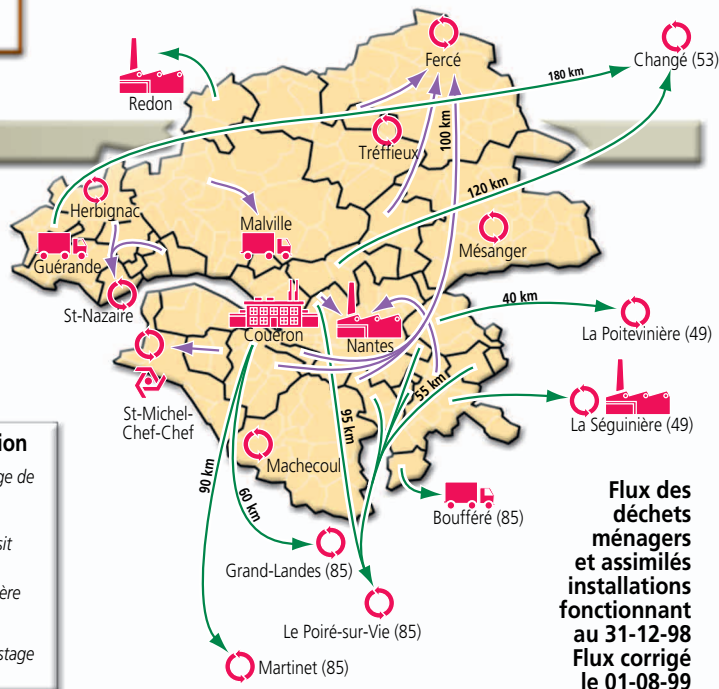 Fercé
Changé (53)
Redon
180 km
100 km
Tréffieux
120 km
Herbignac
Malville
Mésanger
Guérande
St-Nazaire
40 km
La Poitevinière (49)
Couëron
Nantes
55 km
St-Michel-
Chef-Chef
95 km
La Séguinière (49)
Machecoul
90 km
60 km
Boufféré (85)
Grand-Landes (85)
Le Poiré-sur-Vie (85)
Martinet (85)
Flux des
déchets
ménagers
et assimilés
installations
fonctionnant
au 31-12-98
Flux corrigé
le 01-08-99
de